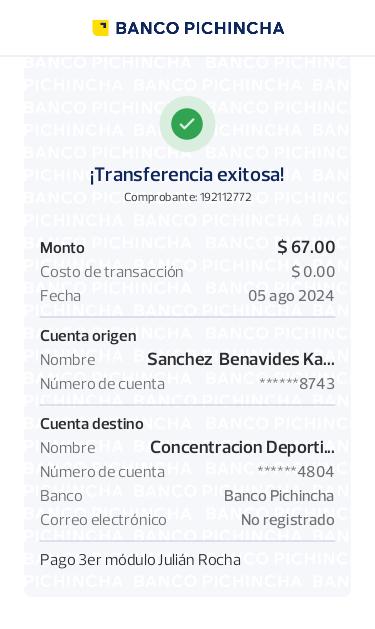 BANCO PICHINCHA
¡Transferencia exitosa!
Comprobante: 192112772
Monto $ 67.00
Costo de transacción $ 0.00
Fecha 05 ago 2024
Cuenta origen
Nombre Sanchez Benavides Ka...
Número de cuenta ******8743
Cuenta destino
Nombre Concentracion Deporti...
Número de cuenta ******4804
Banco Banco Pichincha
Correo electrónico No registrado
Pago 3er módulo Julián Rocha